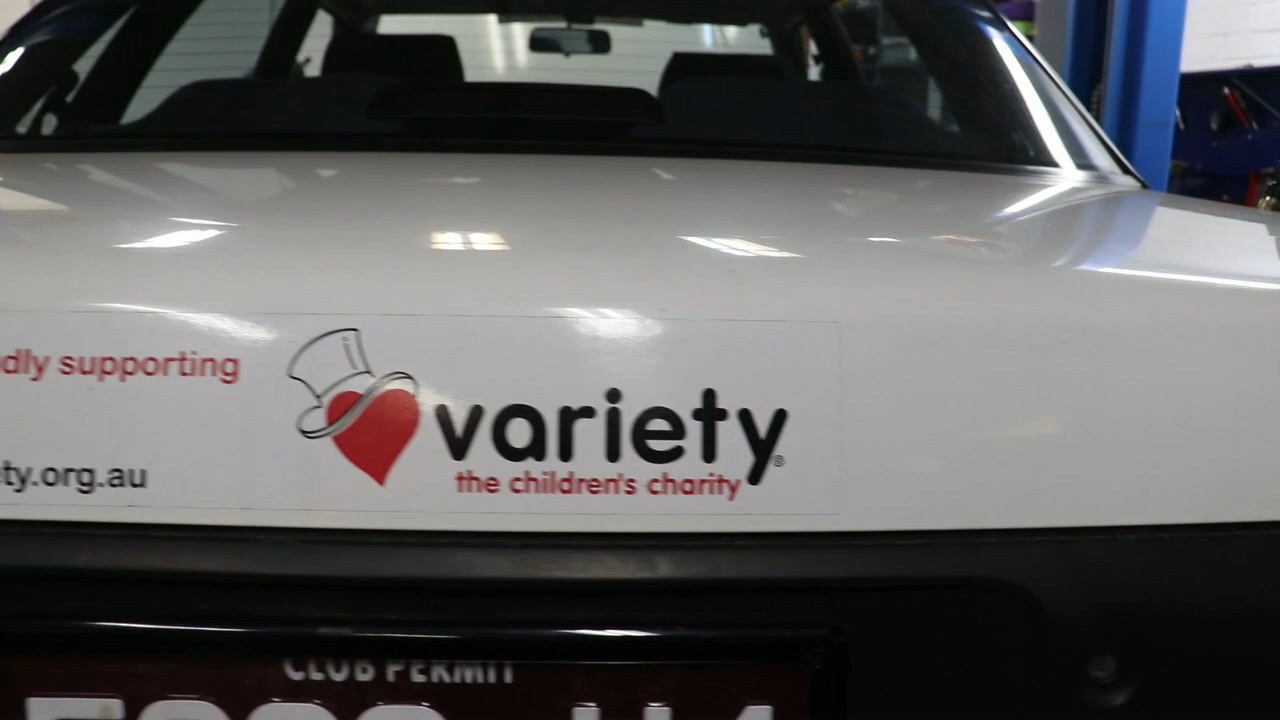 dly supporting
variety®
the children's charity
ty.org.au
CLUB PERMIT